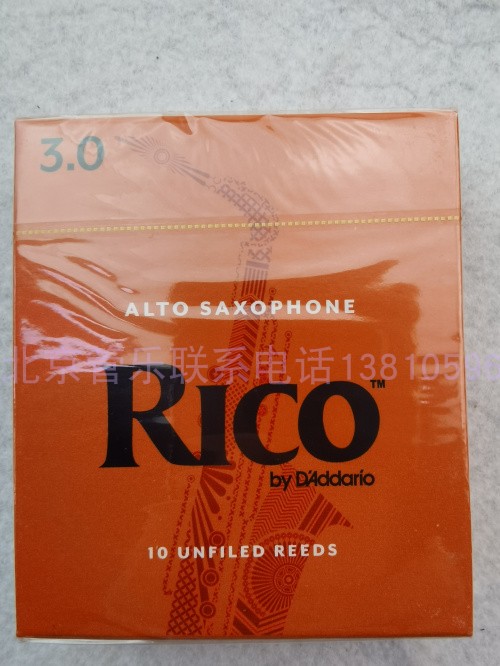 3.0
ALTO SAXOPHONE
北京音乐联系电话138105
RICO™
by D'Addario
10 UNFILED REEDS